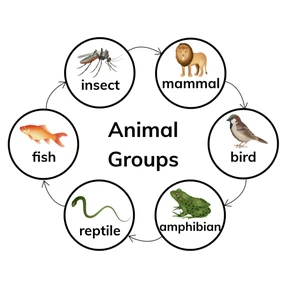 Animal
Groups
insect
mammal
bird
amphibian
reptile
fish